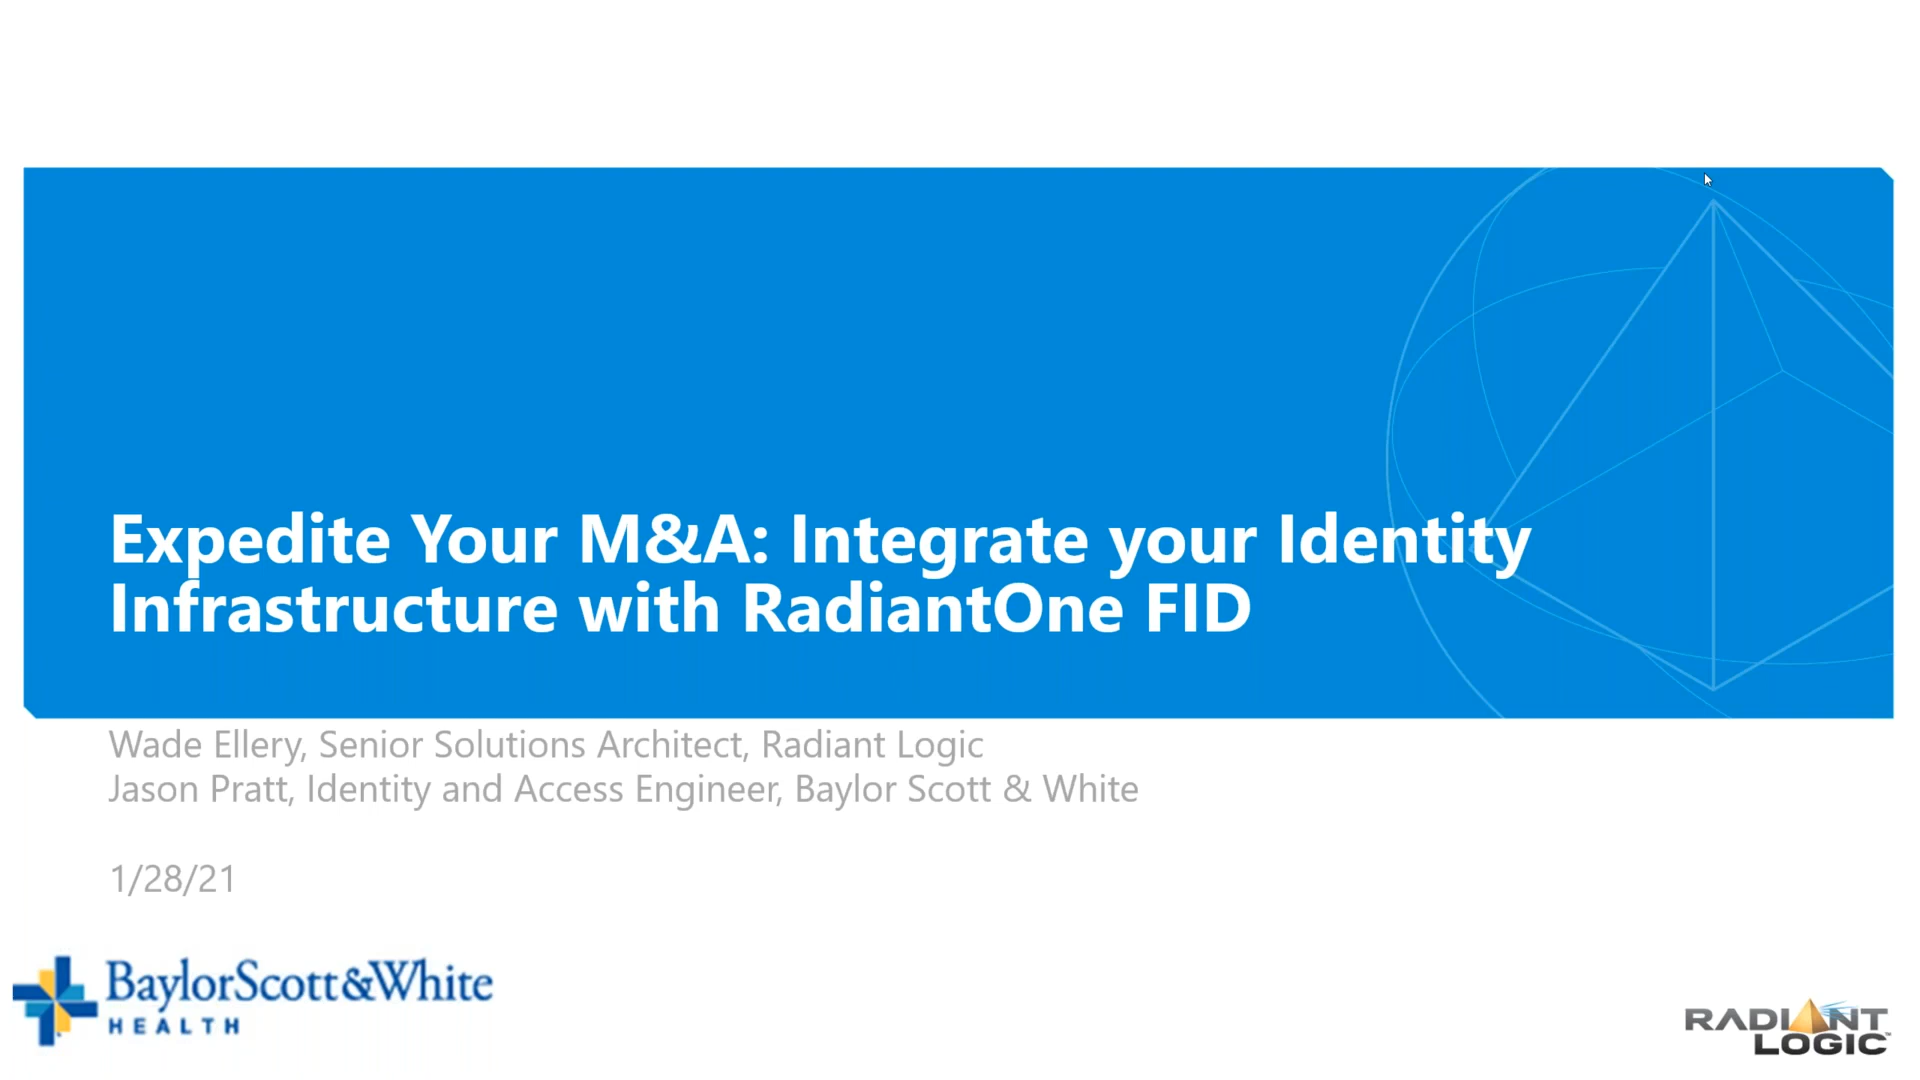 Expedite Your M&A: Integrate your Identity
Infrastructure with RadiantOne FID
Wade Ellery, Senior Solutions Architect, Radiant Logic
Jason Pratt, Identity and Access Engineer, Baylor Scott & White
1/28/21
BaylorScott&White
HEALTH
RADIANT
LOGIC™